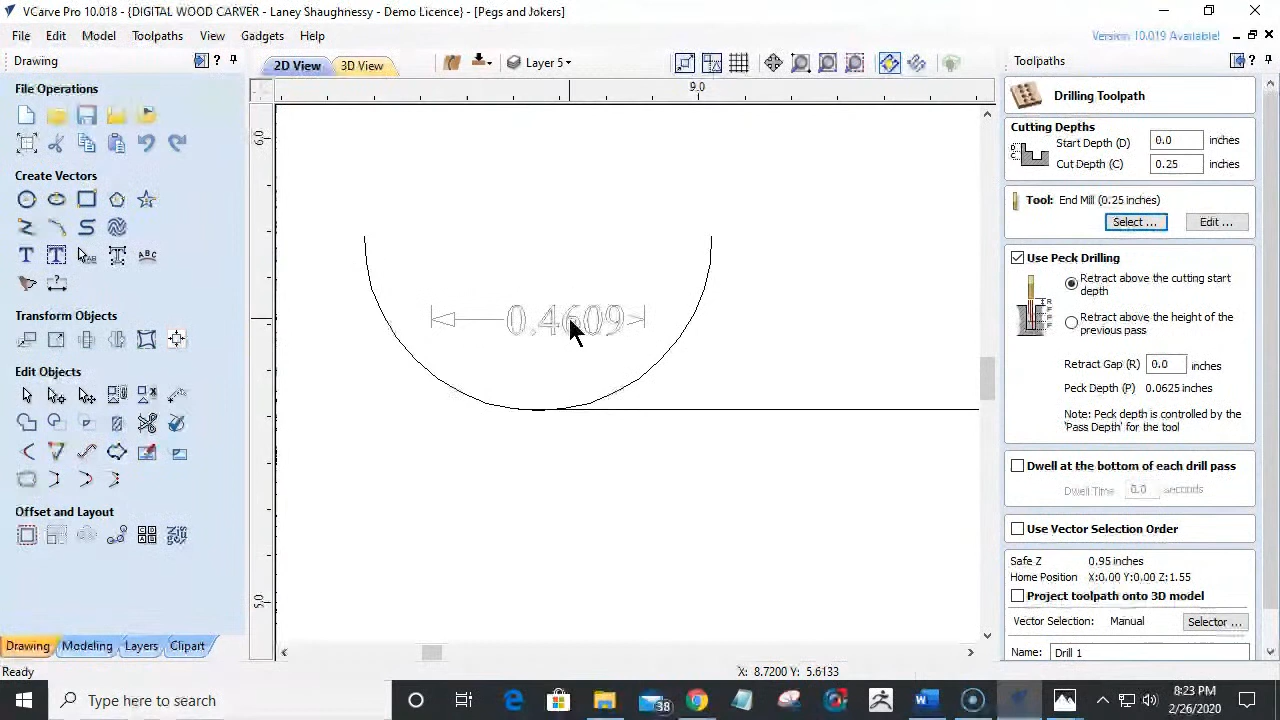 VCarve Pro 10.018 - {DIGITAL WOOD CARVER - Laney Shaughnessy - Demo Licence} - [Pegs and Jokers]
File Edit Model Toolpaths View Gadgets Help
Version 10.019 Available!
Drawing
2D View
3D View
Layer 5
Toolpaths
File Operations
Create Vectors
Transform Objects
Edit Objects
Offset and Layout
9.0
6.0
5.0
0.4609
Drilling Toolpath
Cutting Depths
Start Depth (D) 0.0 inches
Cut Depth (C) 0.25 inches
Tool: End Mill (0.25 inches)
Select ... Edit ...
Use Peck Drilling
Retract above the cutting start
depth
Retract above the height of the
previous pass
Retract Gap (R) 0.0 inches
Peck Depth (P) 0.0625 inches
Note: Peck depth is controlled by the
'Pass Depth' for the tool
Dwell at the bottom of each drill pass
Dwell Time 0.0 seconds
Use Vector Selection Order
Safe Z 0.95 inches
Home Position X:0.00 Y:0.00 Z:1.55
Project toolpath onto 3D model
Vector Selection: Manual Selector ...
Name: Drill 1
Drawing Modeling Layers Clipart
Ready
X: 8.7200 Y: 5.6133
Type here to search
38
8:23 PM
2/26/2020